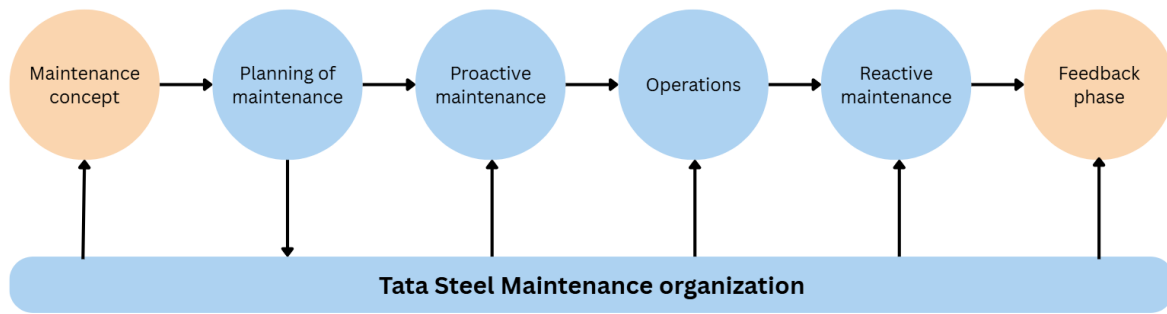 Maintenance
concept
Planning of
maintenance
Proactive
maintenance
Operations
Reactive
maintenance
Feedback
phase
Tata Steel Maintenance organization